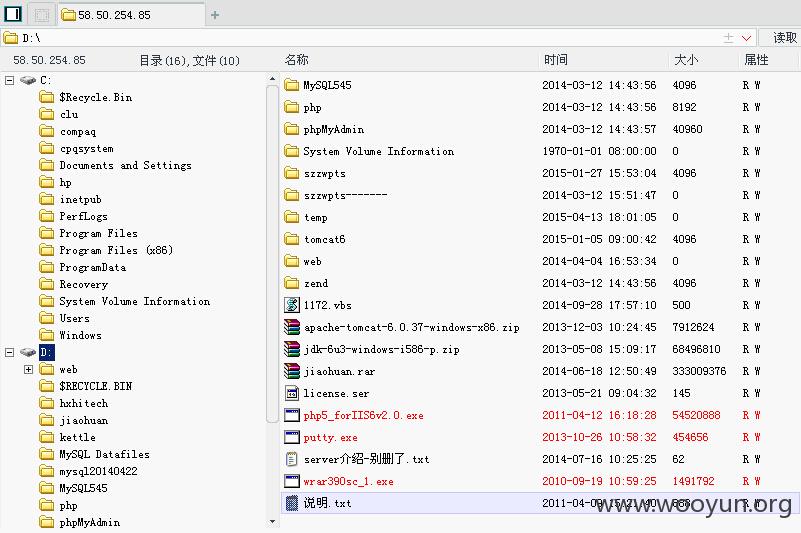 58.50.254.85
D:\
读取
58.50.254.85 目录(16),文件(10)
名称 时间 大小 属性
C:
$Recycle.Bin
clu
compaq
cpqsystem
Documents and Settings
hp
inetpub
PerfLogs
Program Files
Program Files (x86)
ProgramData
Recovery
System Volume Information
Users
Windows
D:
web
$RECYCLE.BIN
hxhitech
jiaohuan
kettle
MySQL Datafiles
mysql20140422
MySQL545
php
phpMyAdmin
MySQL545 2014-03-12 14:43:56 4096 R W
php 2014-03-12 14:43:56 8192 R W
phpMyAdmin 2014-03-12 14:43:57 40960 R W
System Volume Information 1970-01-01 08:00:00 0 R W
szzwpts 2015-01-27 15:53:04 4096 R W
szzwpts------- 2014-03-12 15:51:47 0 R W
temp 2015-04-13 18:01:05 0 R W
tomcat6 2015-01-05 09:00:42 4096 R W
web 2014-04-04 16:53:34 0 R W
zend 2014-03-12 14:43:56 4096 R W
1172.vbs 2014-09-28 17:57:10 500 R W
apache-tomcat-6.0.37-windows-x86.zip 2013-12-03 10:24:45 7912624 R W
jdk-6u3-windows-i586-p.zip 2013-05-08 15:09:17 68496810 R W
jiaohuan.rar 2014-06-18 12:50:49 333009376 R W
license.ser 2013-05-21 09:04:32 145 R W
php5_forIIS6v2.0.exe 2011-04-12 16:18:28 54520888 R W
putty.exe 2013-10-26 10:58:32 454656 R W
server介绍-别删了.txt 2014-07-16 10:25:25 62 R W
wrar390sc_1.exe 2010-09-19 10:59:25 1491792 R W
说明.txt 2011-04-08 15:21:40 688 R W
www.wooyun.org